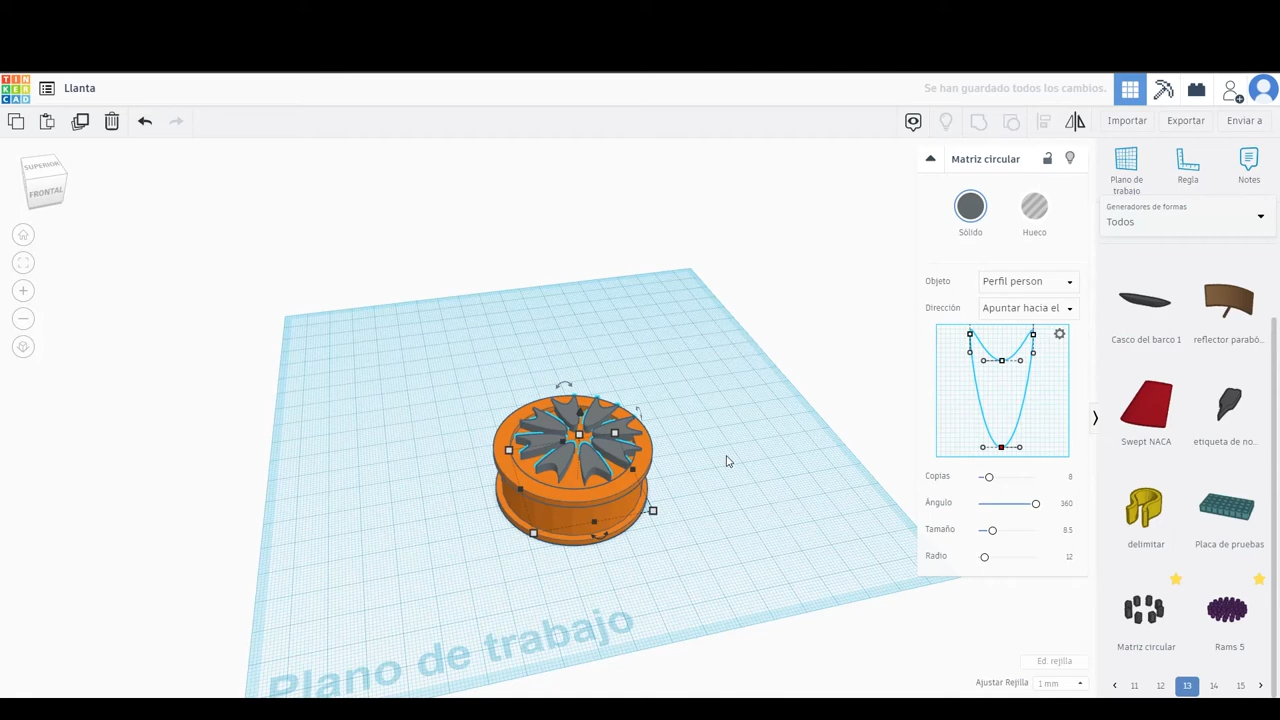 TIN
KER
CAD
Llanta
Se han guardado todos los cambios.
Importar
Exportar
Enviar a
SUPERIOR
FRONTAL
Matriz circular
Sólido
Hueco
Objeto
Perfil person
Dirección
Apuntar hacia el
Copias
8
Ángulo
360
Tamaño
8.5
Radio
12
Plano de
trabajo
Regla
Notes
Generadores de formas
Todos
Casco del barco 1
reflector parabó...
Swept NACA
etiqueta de no...
delimitar
Placa de pruebas
Matriz circular
Rams 5
11
12
13
14
15
Plano de trabajo
Ed. rejilla
Ajustar Rejilla
1 mm